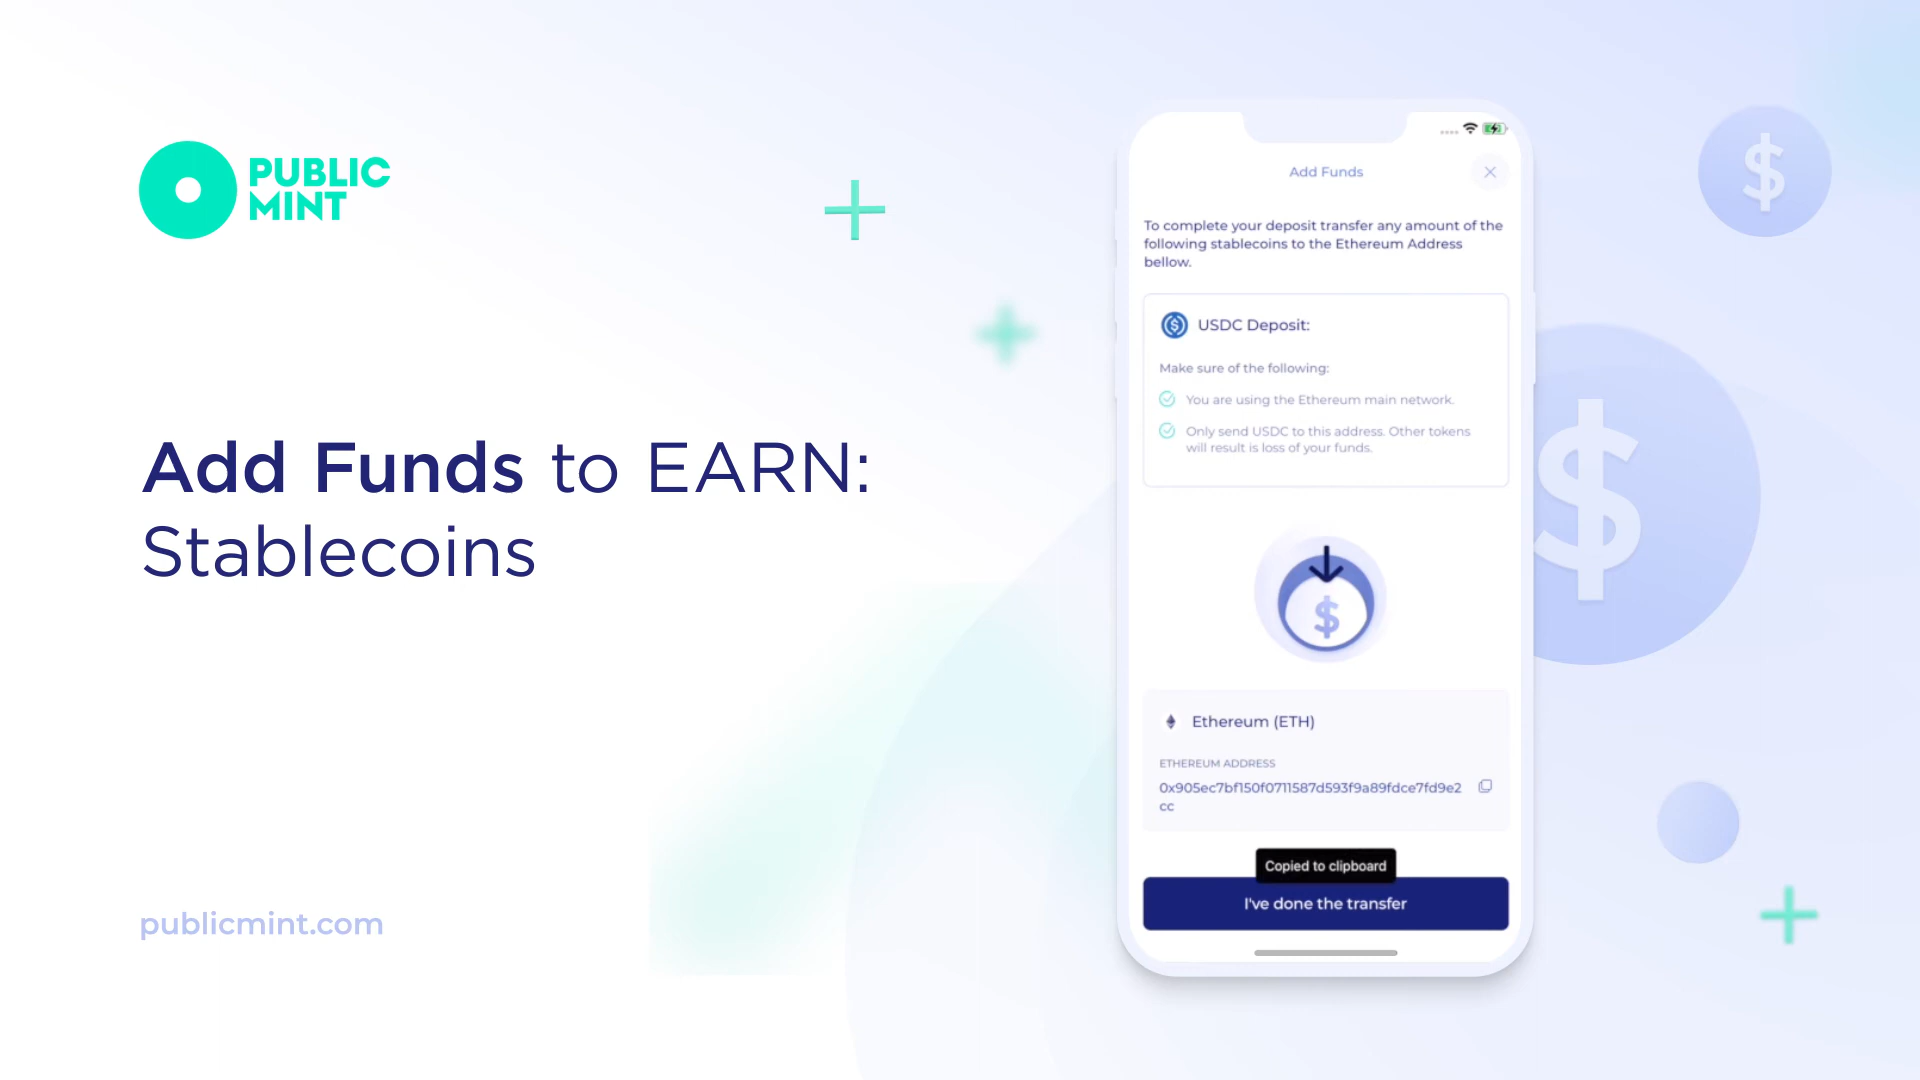 PUBLIC
MINT
Add Funds to EARN:
Stablecoins
publicmint.com
Add Funds
To complete your deposit transfer any amount of the
following stablecoins to the Ethereum Address
bellow.
USDC Deposit:
Make sure of the following:
You are using the Ethereum main network.
Only send USDC to this address. Other tokens
will result is loss of your funds.
$
$
$
Ethereum (ETH)
ETHEREUM ADDRESS
0x905ec7bf150f0711587d593f9a89fdce7fd9e2
cc
Copied to clipboard
I've done the transfer